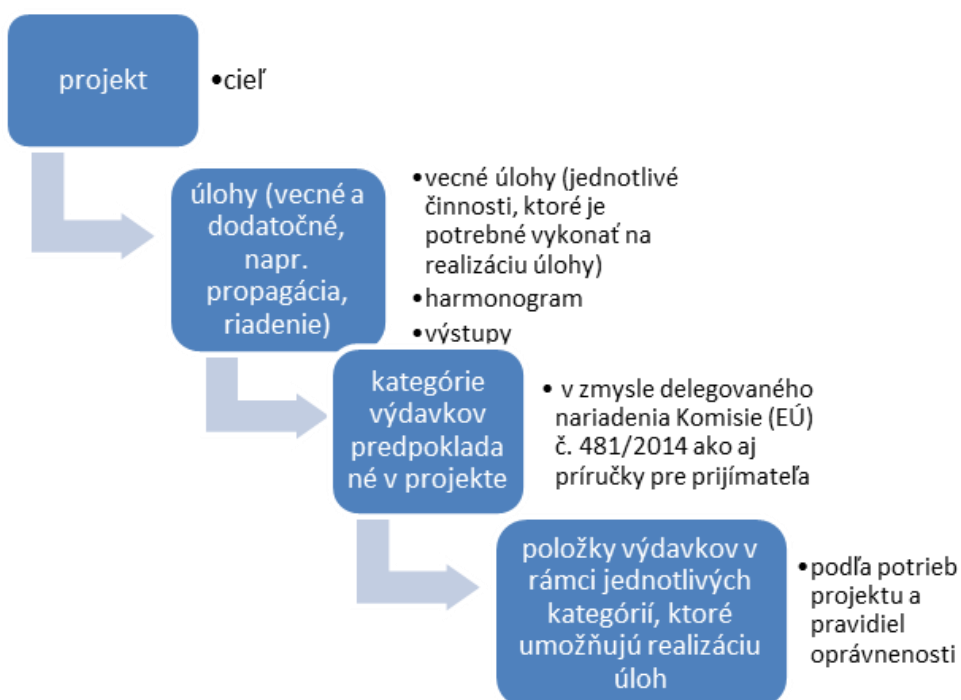 projekt
•cieľ
úlohy (vecné a
dodatočné,
napr.
propagácia,
riadenie)
•vecné úlohy (jednotlivé
činnosti, ktoré je
potrebné vykonať na
realizáciu úlohy)
•harmonogram
•výstupy
kategórie
výdavkov
predpoklada
né v projekte
• v zmysle delegovaného
nariadenia Komisie (EÚ)
č. 481/2014 ako aj
príručky pre prijímateľa
položky výdavkov v
rámci jednotlivých
kategórií, ktoré
umožňujú realizáciu
úloh
•podľa potrieb
projektu a
pravidiel
oprávnenosti